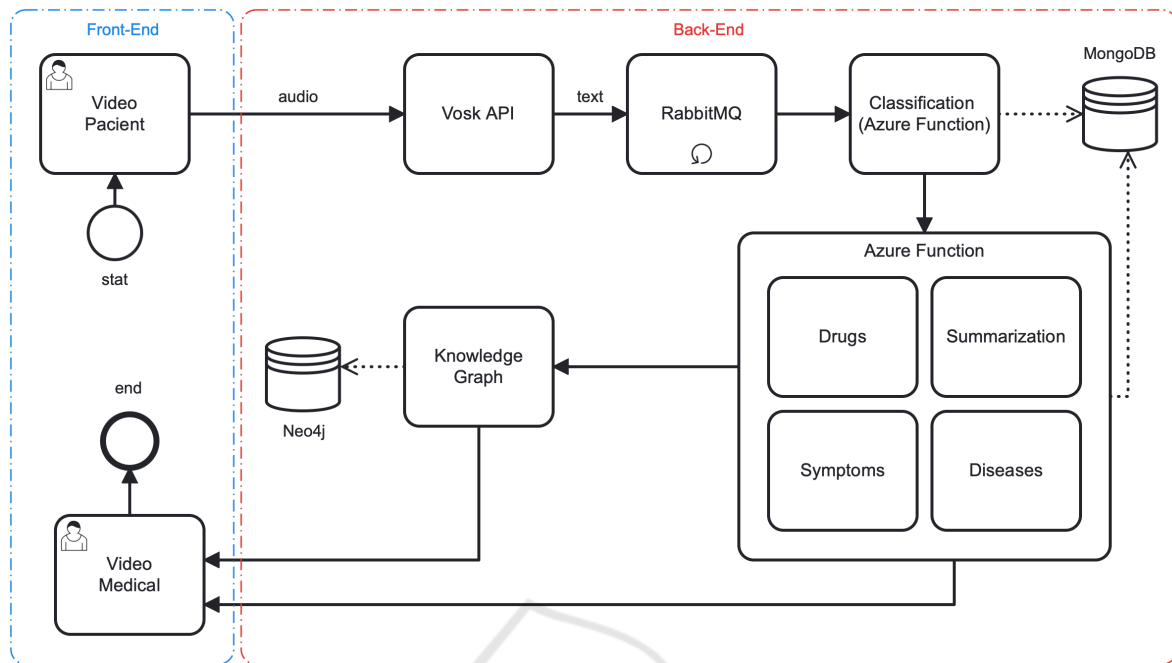 Front-End
Back-End
MongoDB
Video
Pacient
audio
Vosk API
text
RabbitMQ
Classification
(Azure Function)
stat
Azure Function
Drugs
Summarization
Knowledge
Graph
Neo4j
end
Symptoms
Diseases
Video
Medical